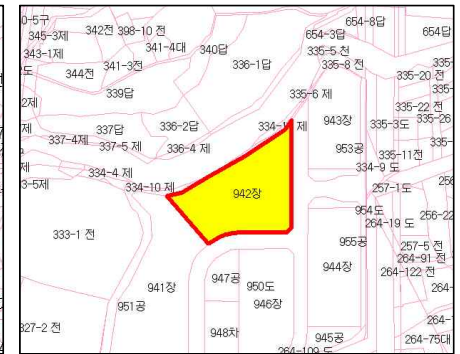 654-8답
0-5구
342전 398-10 전
654-3답
654답
345-3제
341-4대
340답
335-5 천
343-1제
341-3전
336-1답
335-8 전
344전
335-20 전
339답
335-6 제
335-22 전
943장
335-3도
335-26
337답
336-2답
953공
337-4제
337-5 제
336-4 제
335-11전
334-9 도
334-4 제
257-1도
334-10 제
3-5제
942장
954도
256-22
264-19 도
333-1 전
955공
257-5 전
264-91 전
947공
944장
264-122 전
941장
950도
951공
946장
948차
945공
264-75대
327-2 전
264-109 도